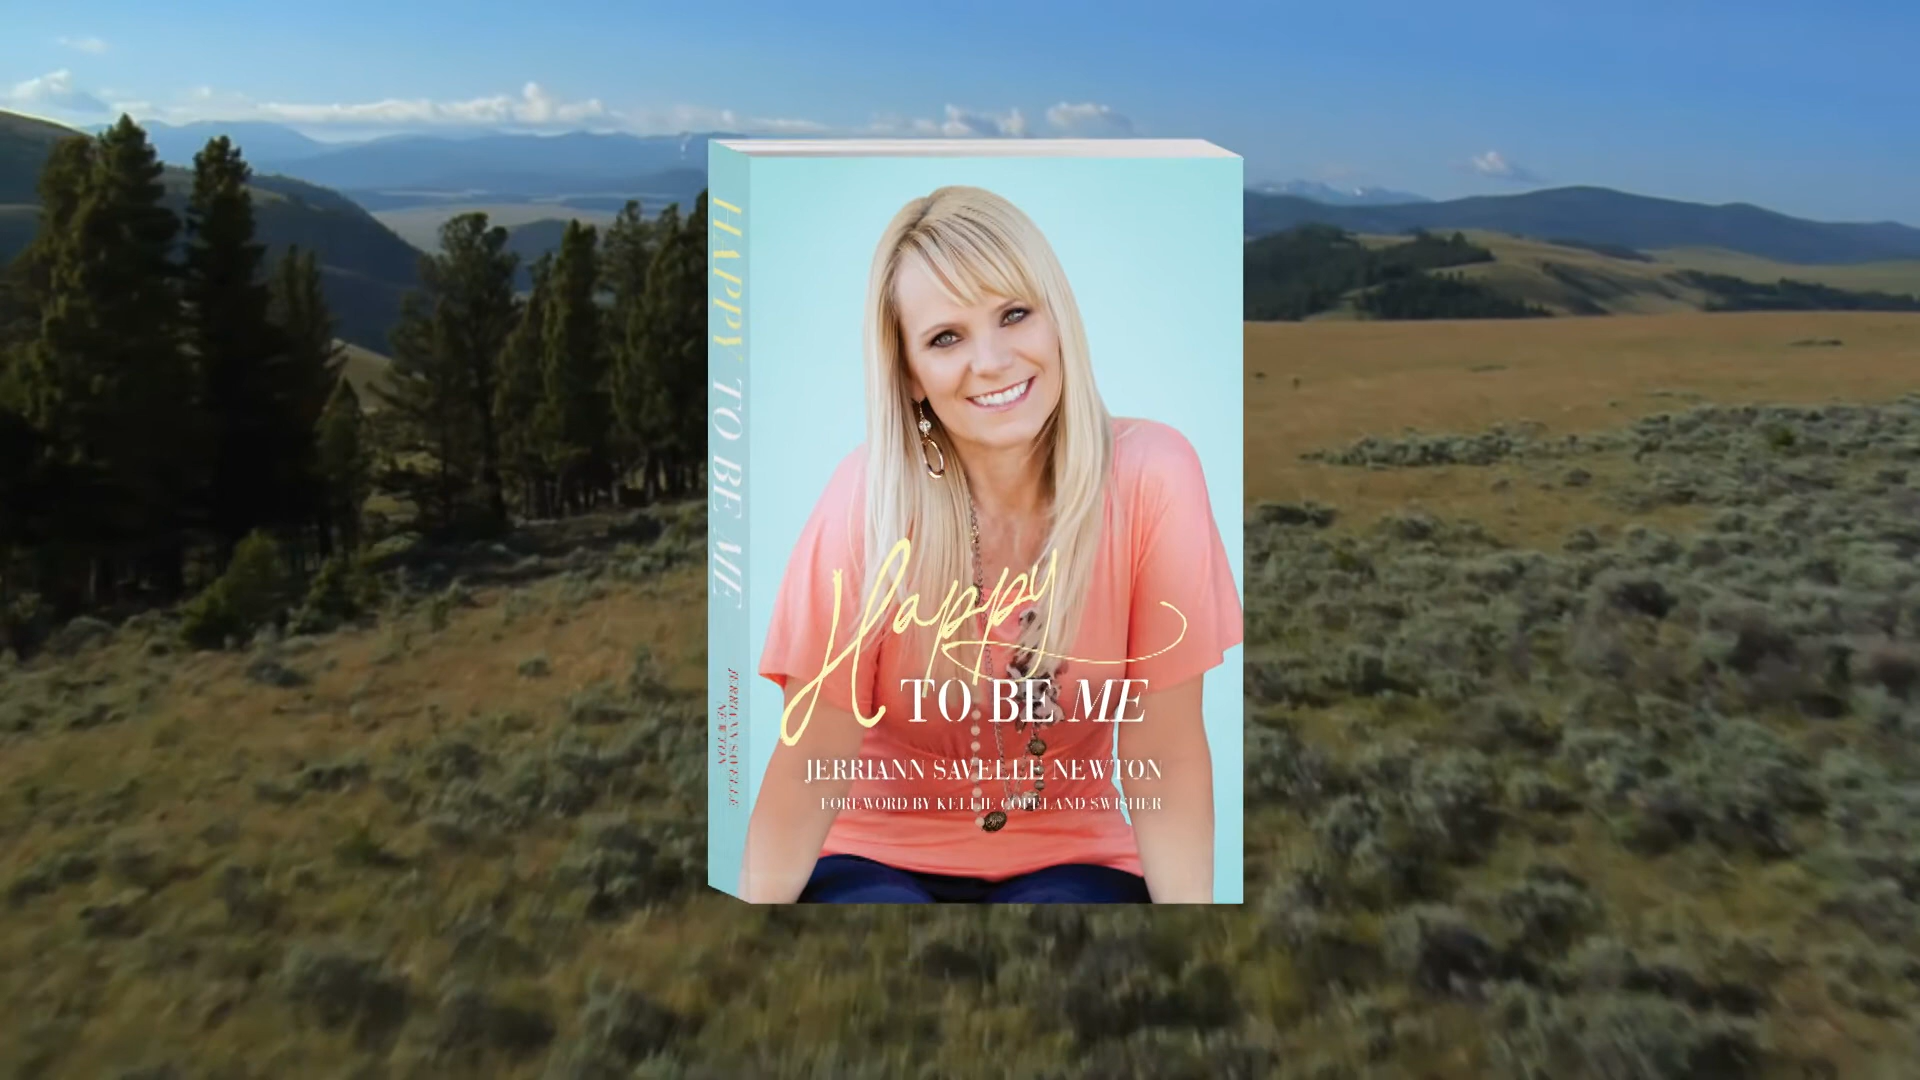 HAPPY TO BE ME
JERRIANN SAVELLE
NEWTON
Happy
TO BE ME
JERRIANN SAVELLE NEWTON
FOREWORD BY KELLIE COPELAND SWISHER